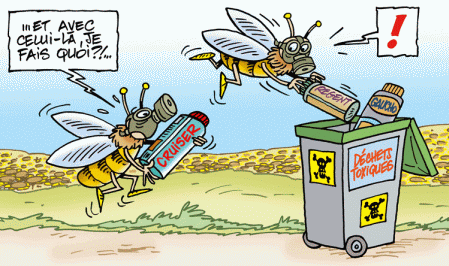 ...ET AVEC
CELUI-LÀ, JE
FAIS QUOI?!...
!
CRUISER
REGENT
GAUCHO
DÉCHETS
TOXIQUES